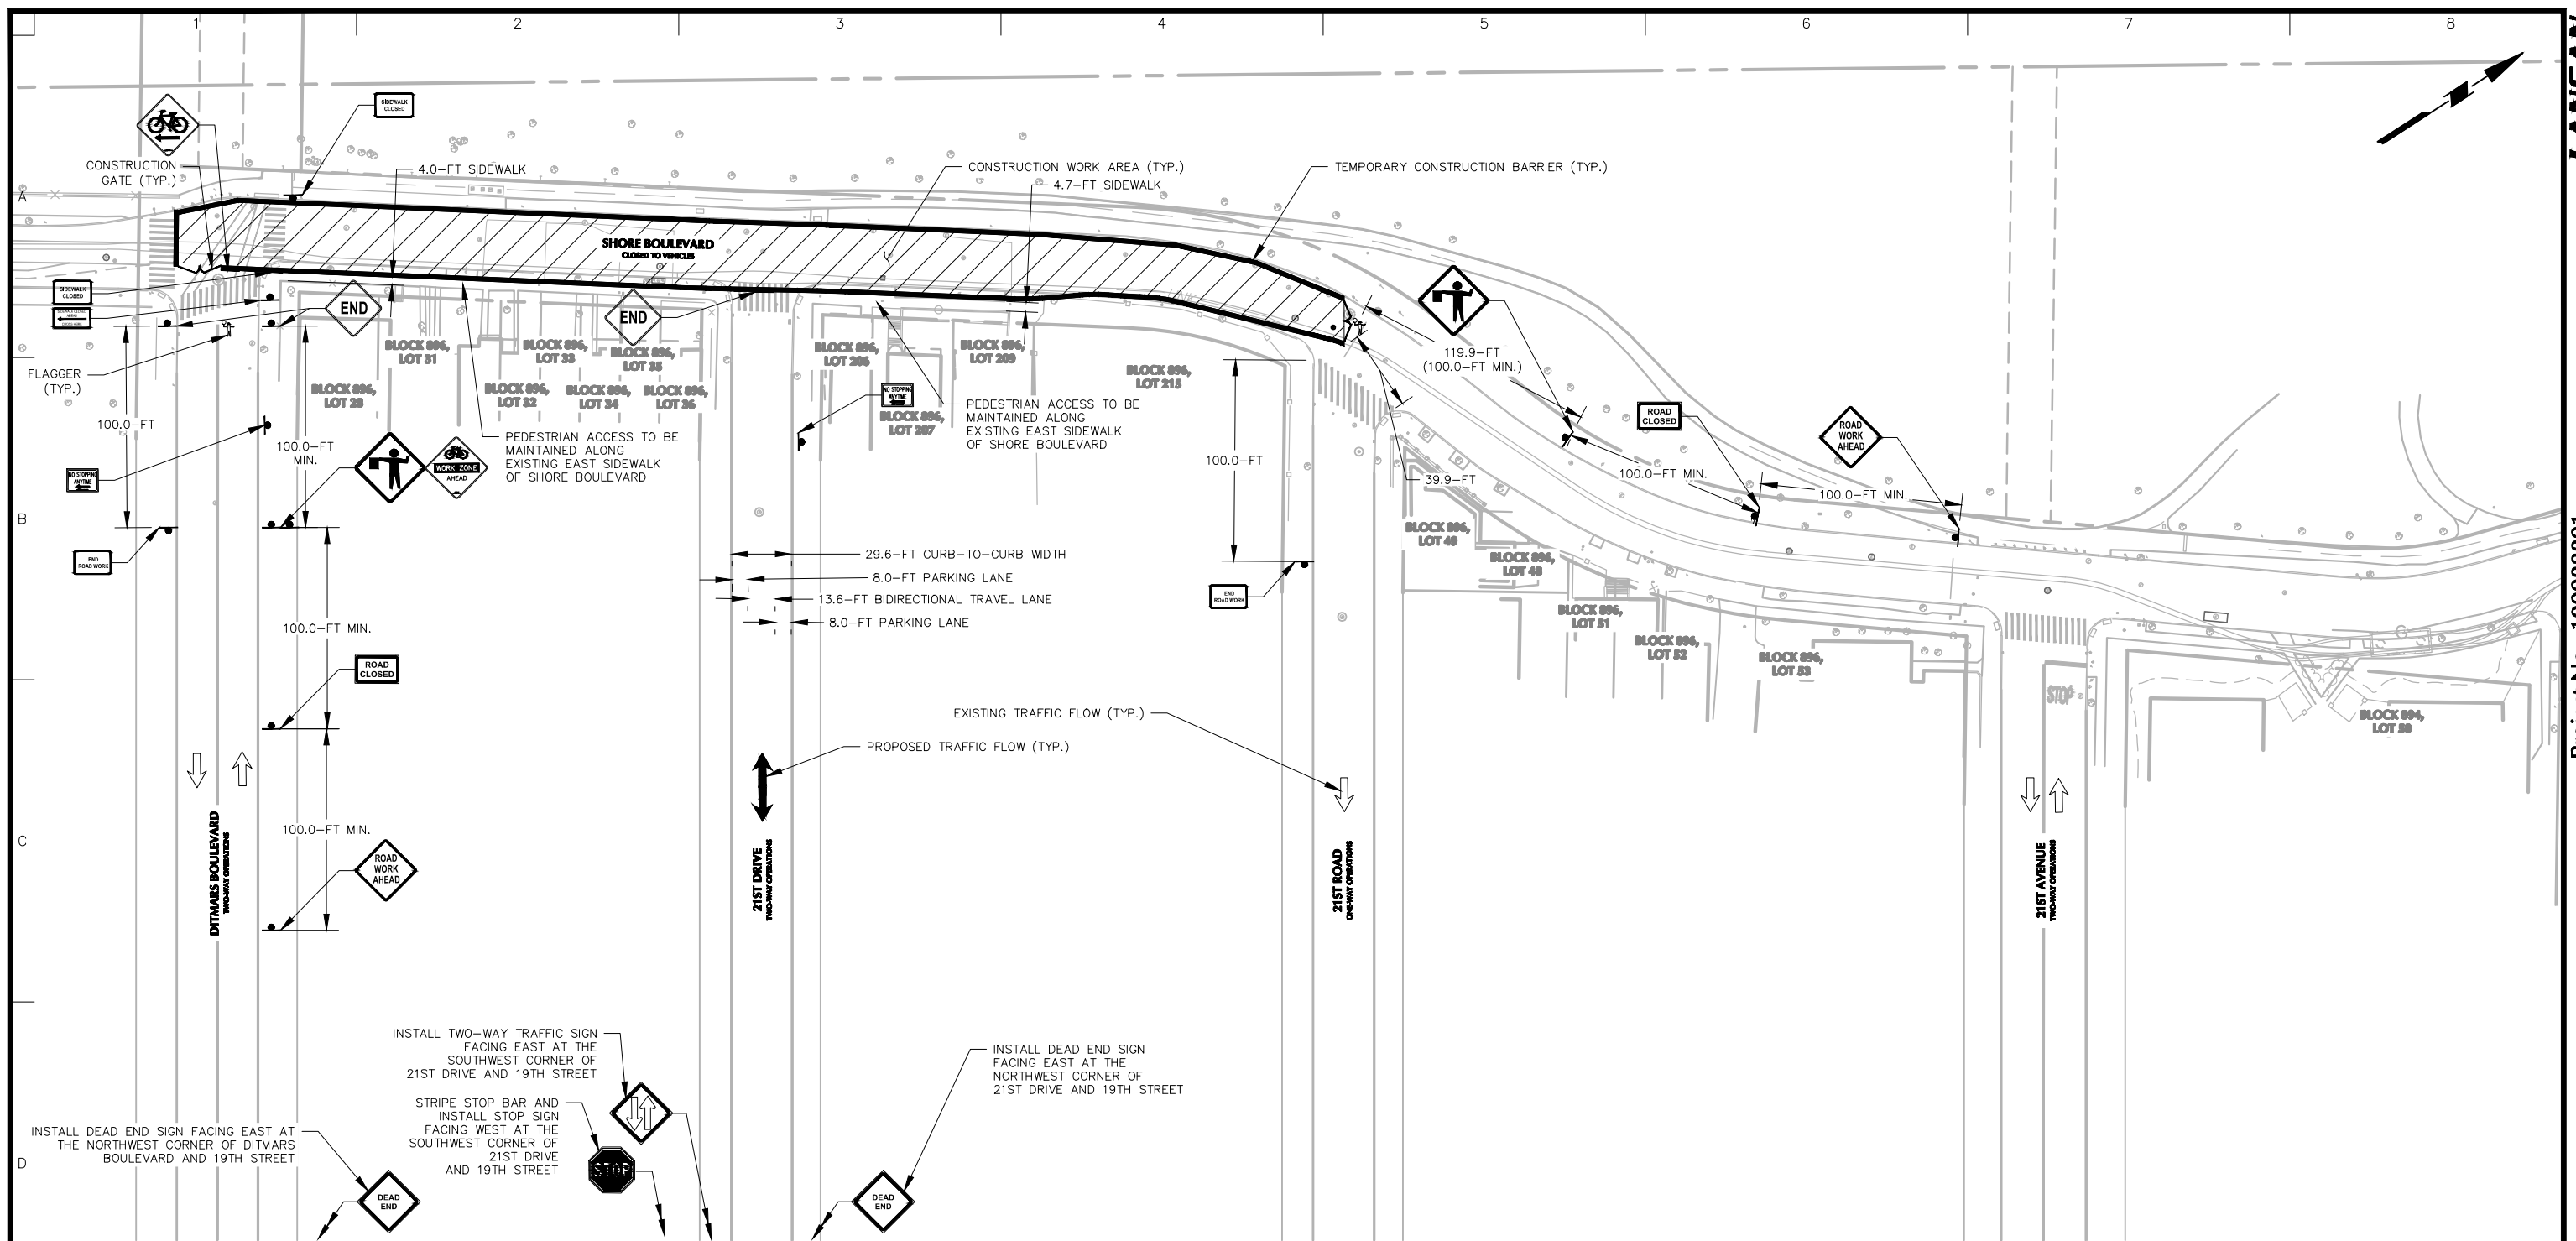 1
2
3
4
5
6
7
8
A
B
C
D
SIDEWALK
CLOSED
CONSTRUCTION
GATE (TYP.)
4.0-FT SIDEWALK
CONSTRUCTION WORK AREA (TYP.)
4.7-FT SIDEWALK
TEMPORARY CONSTRUCTION BARRIER (TYP.)
SHORE BOULEVARD
CLOSED TO VEHICLES
SIDEWALK
CLOSED
END
END
FLAGGER
(TYP.)
BLOCK 896,
LOT 31
BLOCK 896,
LOT 28
BLOCK 896,
LOT 33
BLOCK 896,
LOT 32
BLOCK 896,
LOT 35
BLOCK 896,
LOT 34
BLOCK 896,
LOT 36
BLOCK 896,
LOT 206
BLOCK 896,
LOT 209
BLOCK 896,
LOT 207
BLOCK 896,
LOT 215
NO STOPPING
ANYTIME
PEDESTRIAN ACCESS TO BE
MAINTAINED ALONG
EXISTING EAST SIDEWALK
OF SHORE BOULEVARD
119.9-FT
(100.0-FT MIN.)
39.9-FT
100.0-FT MIN.
ROAD
CLOSED
100.0-FT MIN.
ROAD
WORK
AHEAD
100.0-FT
100.0-FT
MIN.
NO STOPPING
ANYTIME
WORK ZONE
AHEAD
PEDESTRIAN ACCESS TO BE
MAINTAINED ALONG
EXISTING EAST SIDEWALK
OF SHORE BOULEVARD
100.0-FT
END
ROAD WORK
29.6-FT CURB-TO-CURB WIDTH
8.0-FT PARKING LANE
13.6-FT BIDIRECTIONAL TRAVEL LANE
8.0-FT PARKING LANE
END
ROAD WORK
BLOCK 896,
LOT 49
BLOCK 896,
LOT 48
BLOCK 896,
LOT 51
BLOCK 896,
LOT 52
BLOCK 896,
LOT 53
STOP
BLOCK 894,
LOT 50
100.0-FT MIN.
ROAD
CLOSED
EXISTING TRAFFIC FLOW (TYP.)
PROPOSED TRAFFIC FLOW (TYP.)
100.0-FT MIN.
ROAD
WORK
AHEAD
DITMARS BOULEVARD
TWO-WAY OPERATIONS
21ST DRIVE
TWO-WAY OPERATIONS
21ST ROAD
ONE-WAY OPERATIONS
21ST AVENUE
TWO-WAY OPERATIONS
INSTALL TWO-WAY TRAFFIC SIGN
FACING EAST AT THE
SOUTHWEST CORNER OF
21ST DRIVE AND 19TH STREET
INSTALL DEAD END SIGN
FACING EAST AT THE
NORTHWEST CORNER OF
21ST DRIVE AND 19TH STREET
STRIPE STOP BAR AND
INSTALL STOP SIGN
FACING WEST AT THE
SOUTHWEST CORNER OF
21ST DRIVE
AND 19TH STREET
STOP
INSTALL DEAD END SIGN FACING EAST AT
THE NORTHWEST CORNER OF DITMARS
BOULEVARD AND 19TH STREET
DEAD
END
DEAD
END